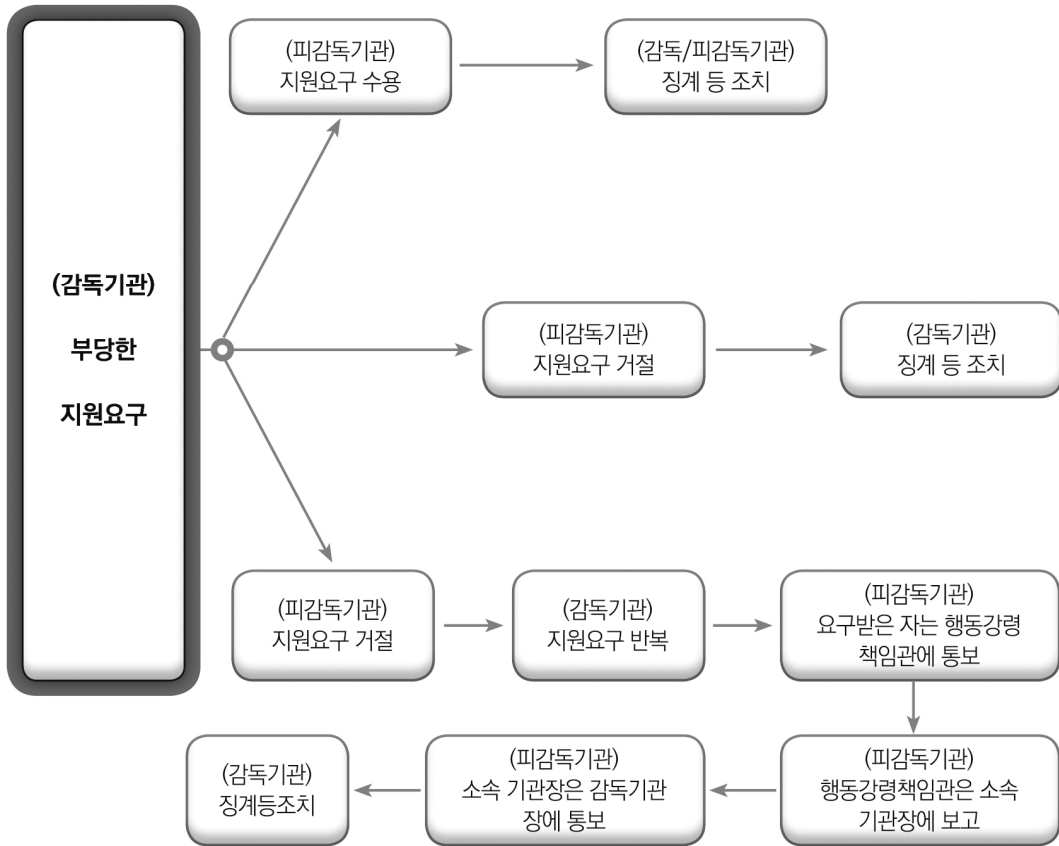 (감독기관)
부당한
지원요구
(피감독기관)
지원요구 수용
(감독/피감독기관)
징계 등 조치
(피감독기관)
지원요구 거절
(감독기관)
징계 등 조치
(피감독기관)
지원요구 거절
(감독기관)
지원요구 반복
(피감독기관)
요구받은 자는 행동강령
책임관에 통보
(피감독기관)
행동강령책임관은 소속
기관장에 보고
(피감독기관)
소속 기관장은 감독기관
장에 통보
(감독기관)
징계등조치